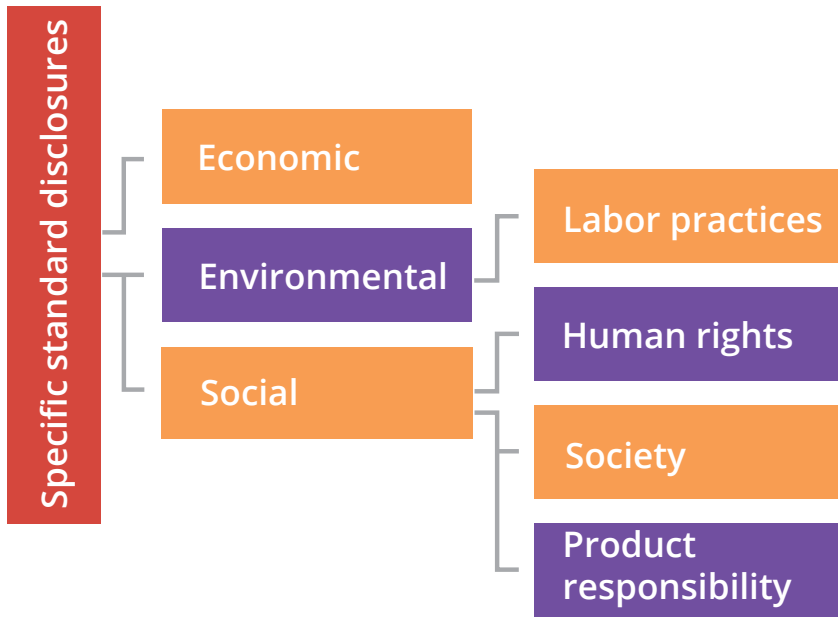 Specific standard disclosures
Economic
Environmental
Social
Labor practices
Human rights
Society
Product
responsibility